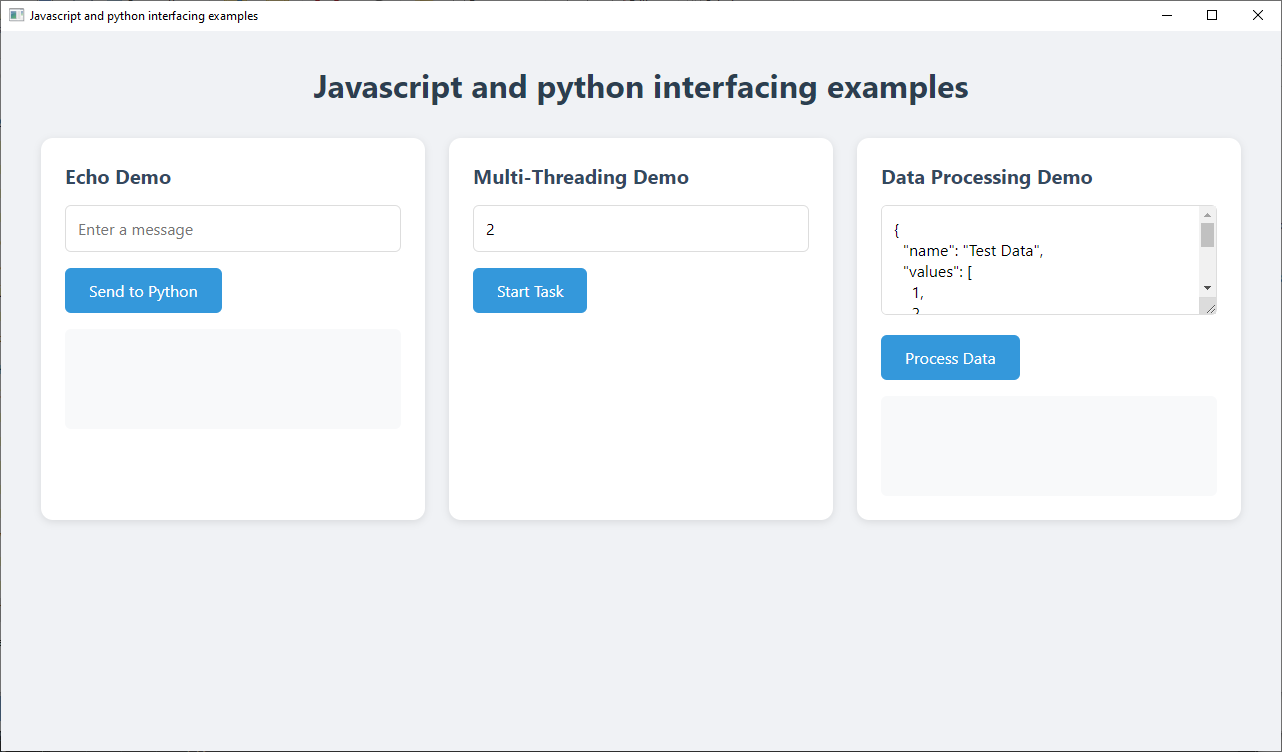 Javascript and python interfacing examples
Javascript and python interfacing examples
Echo Demo
Enter a message
Send to Python
Multi-Threading Demo
2
Start Task
Data Processing Demo
{
"name": "Test Data",
"values": [
1,
2
Process Data